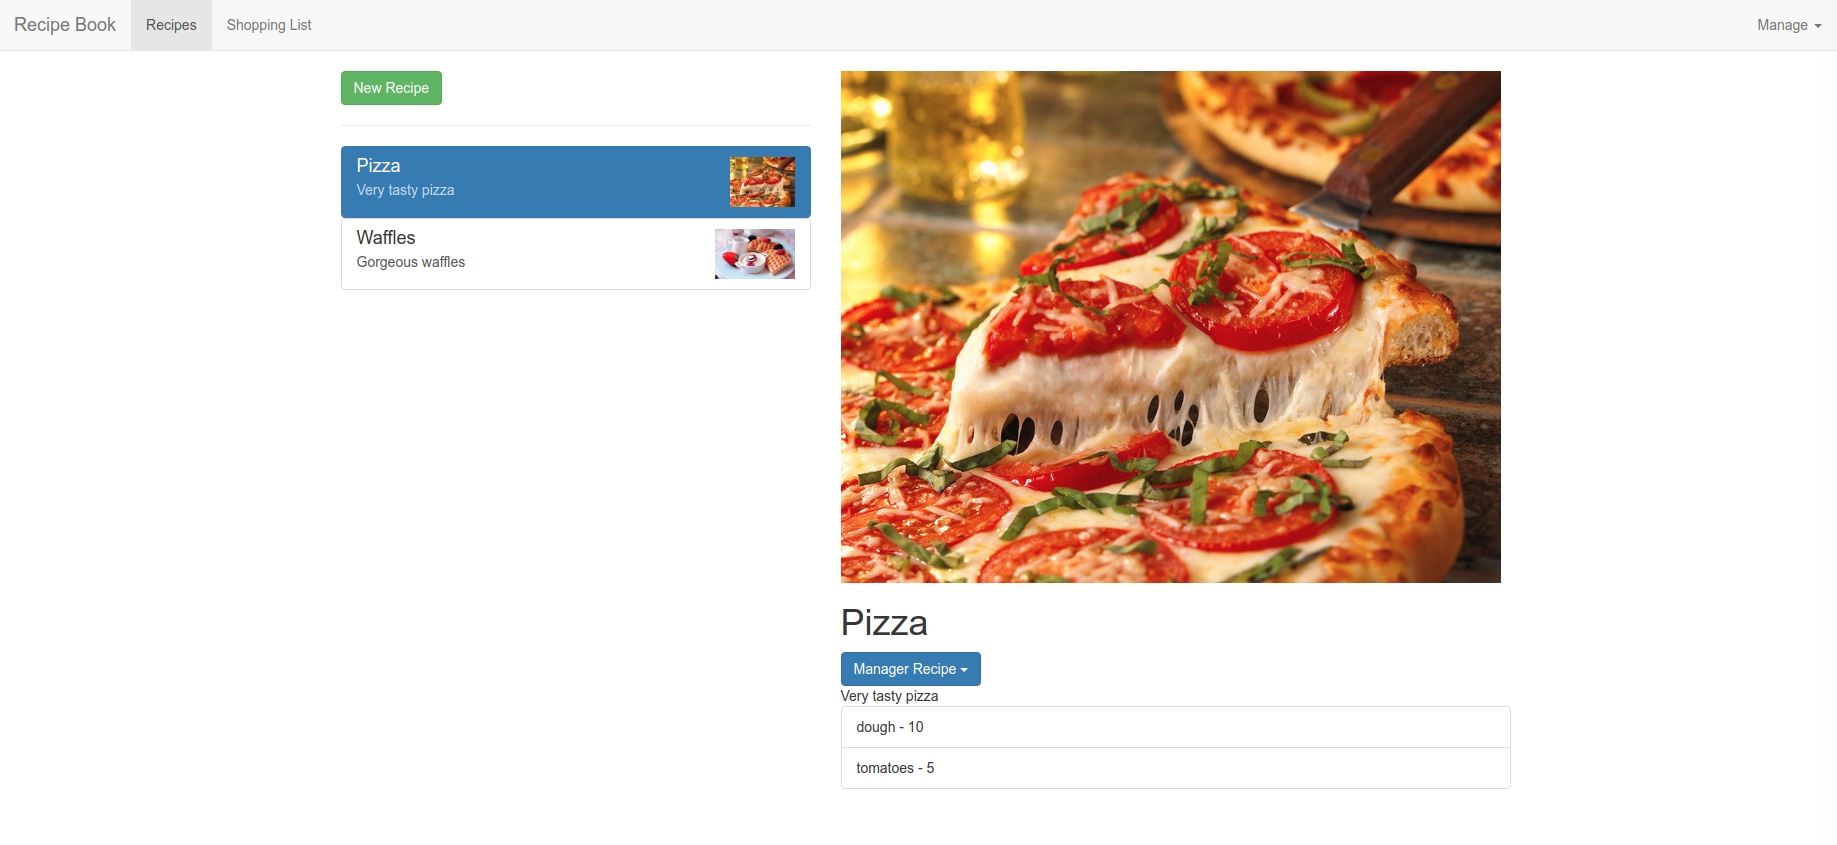 Recipe Book Recipes Shopping List Manage
New Recipe
Pizza
Very tasty pizza
Waffles
Gorgeous waffles
Pizza
Manager Recipe
Very tasty pizza
dough - 10
tomatoes - 5